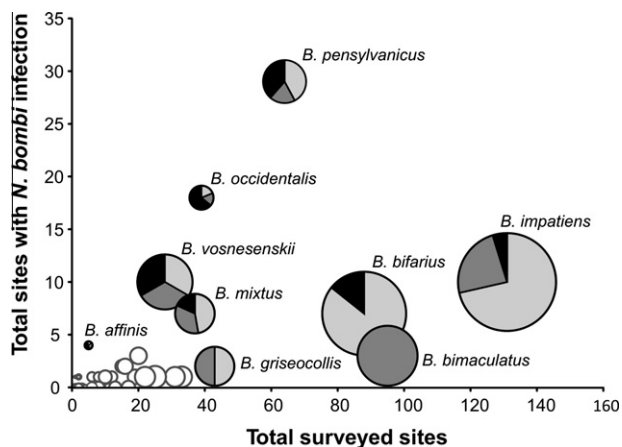 Total sites with N. bombi infection
35
30
25
20
15
10
5
0
B. pensylvanicus
B. occidentalis
B. impatiens
B. vosnesenskii
B. bifarius
B. mixtus
B. affinis
B. griseocollis
B. bimaculatus
0 20 40 60 80 100 120 140 160
Total surveyed sites